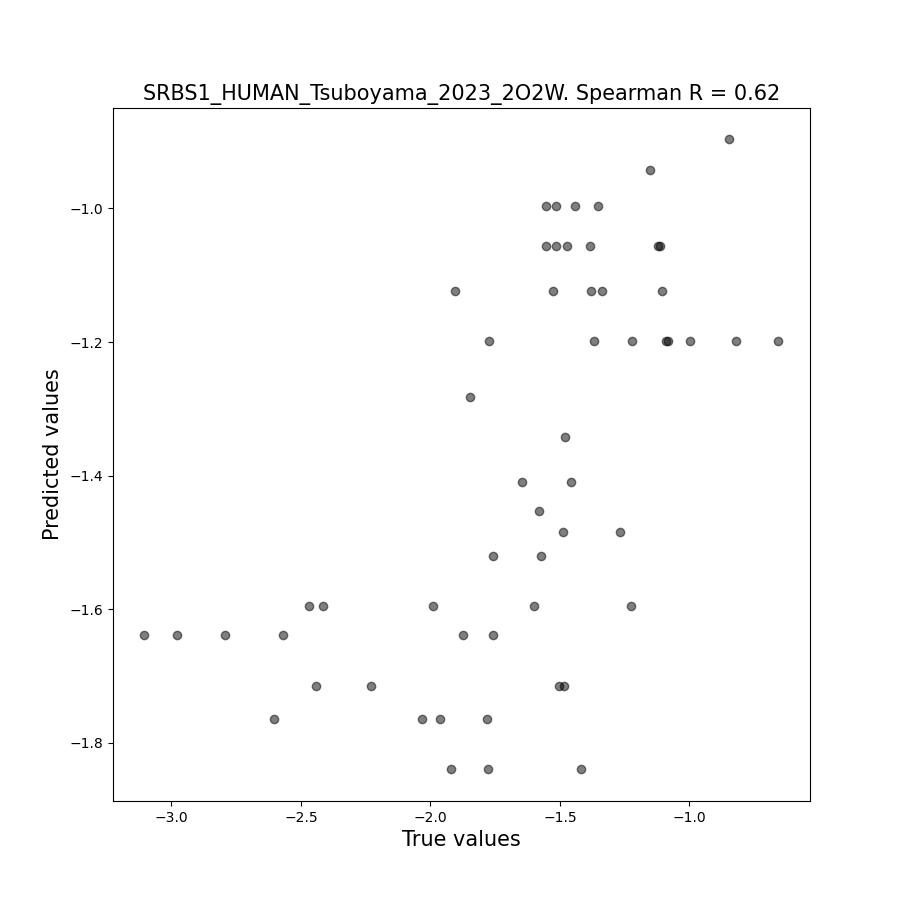 SRBS1_HUMAN_Tsuboyama_2023_2O2W. Spearman R = 0.62
−1.0
−1.2
−1.4
−1.6
−1.8
Predicted values
−3.0 −2.5 −2.0 −1.5 −1.0
True values